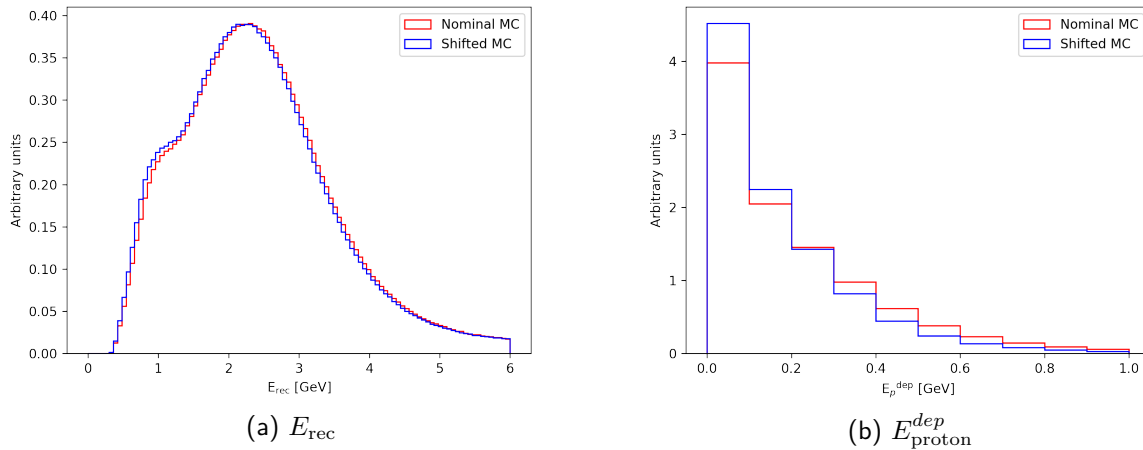 Nominal MC
Shifted MC
0.40
0.35
0.30
0.25
0.20
0.15
0.10
0.05
0.00
Arbitrary units
0 1 2 3 4 5 6
E_rec [GeV]
(a) E_rec
Nominal MC
Shifted MC
4
3
2
1
0
Arbitrary units
0.0 0.2 0.4 0.6 0.8 1.0
E_p^dep [GeV]
(b) E_proton^dep